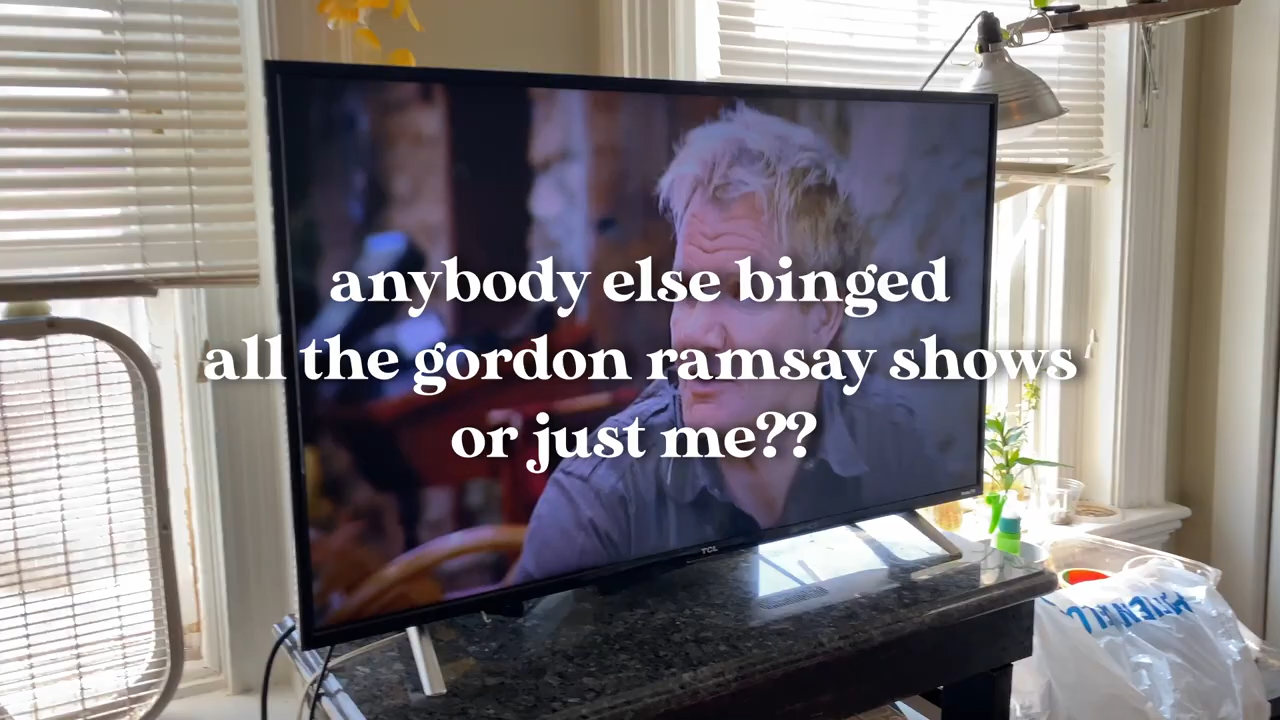 anybody else binged
all the gordon ramsay shows
or just me??
TCL